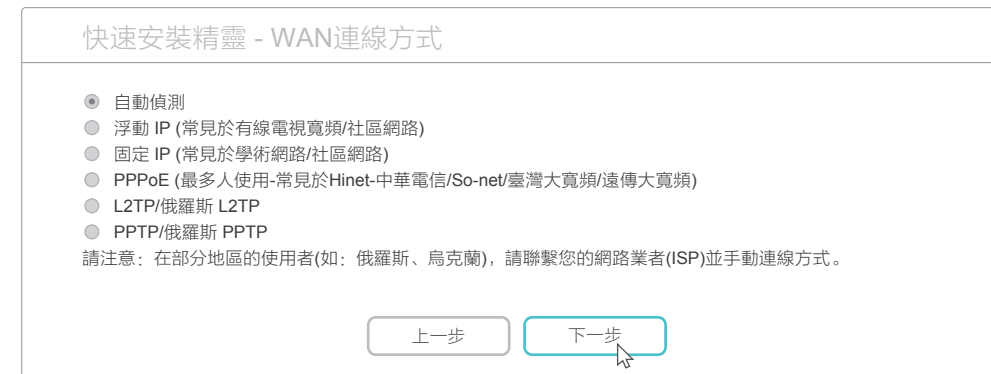 快速安裝精靈 - WAN連線方式
自動偵測
浮動 IP (常見於有線電視寬頻/社區網路)
固定 IP (常見於學術網路/社區網路)
PPPoE (最多人使用-常見於Hinet-中華電信/So-net/臺灣大寬頻/遠傳大寬頻)
L2TP/俄羅斯 L2TP
PPTP/俄羅斯 PPTP
請注意：在部分地區的使用者(如：俄羅斯、烏克蘭)，請聯繫您的網路業者(ISP)並手動連線方式。
上一步 下一步